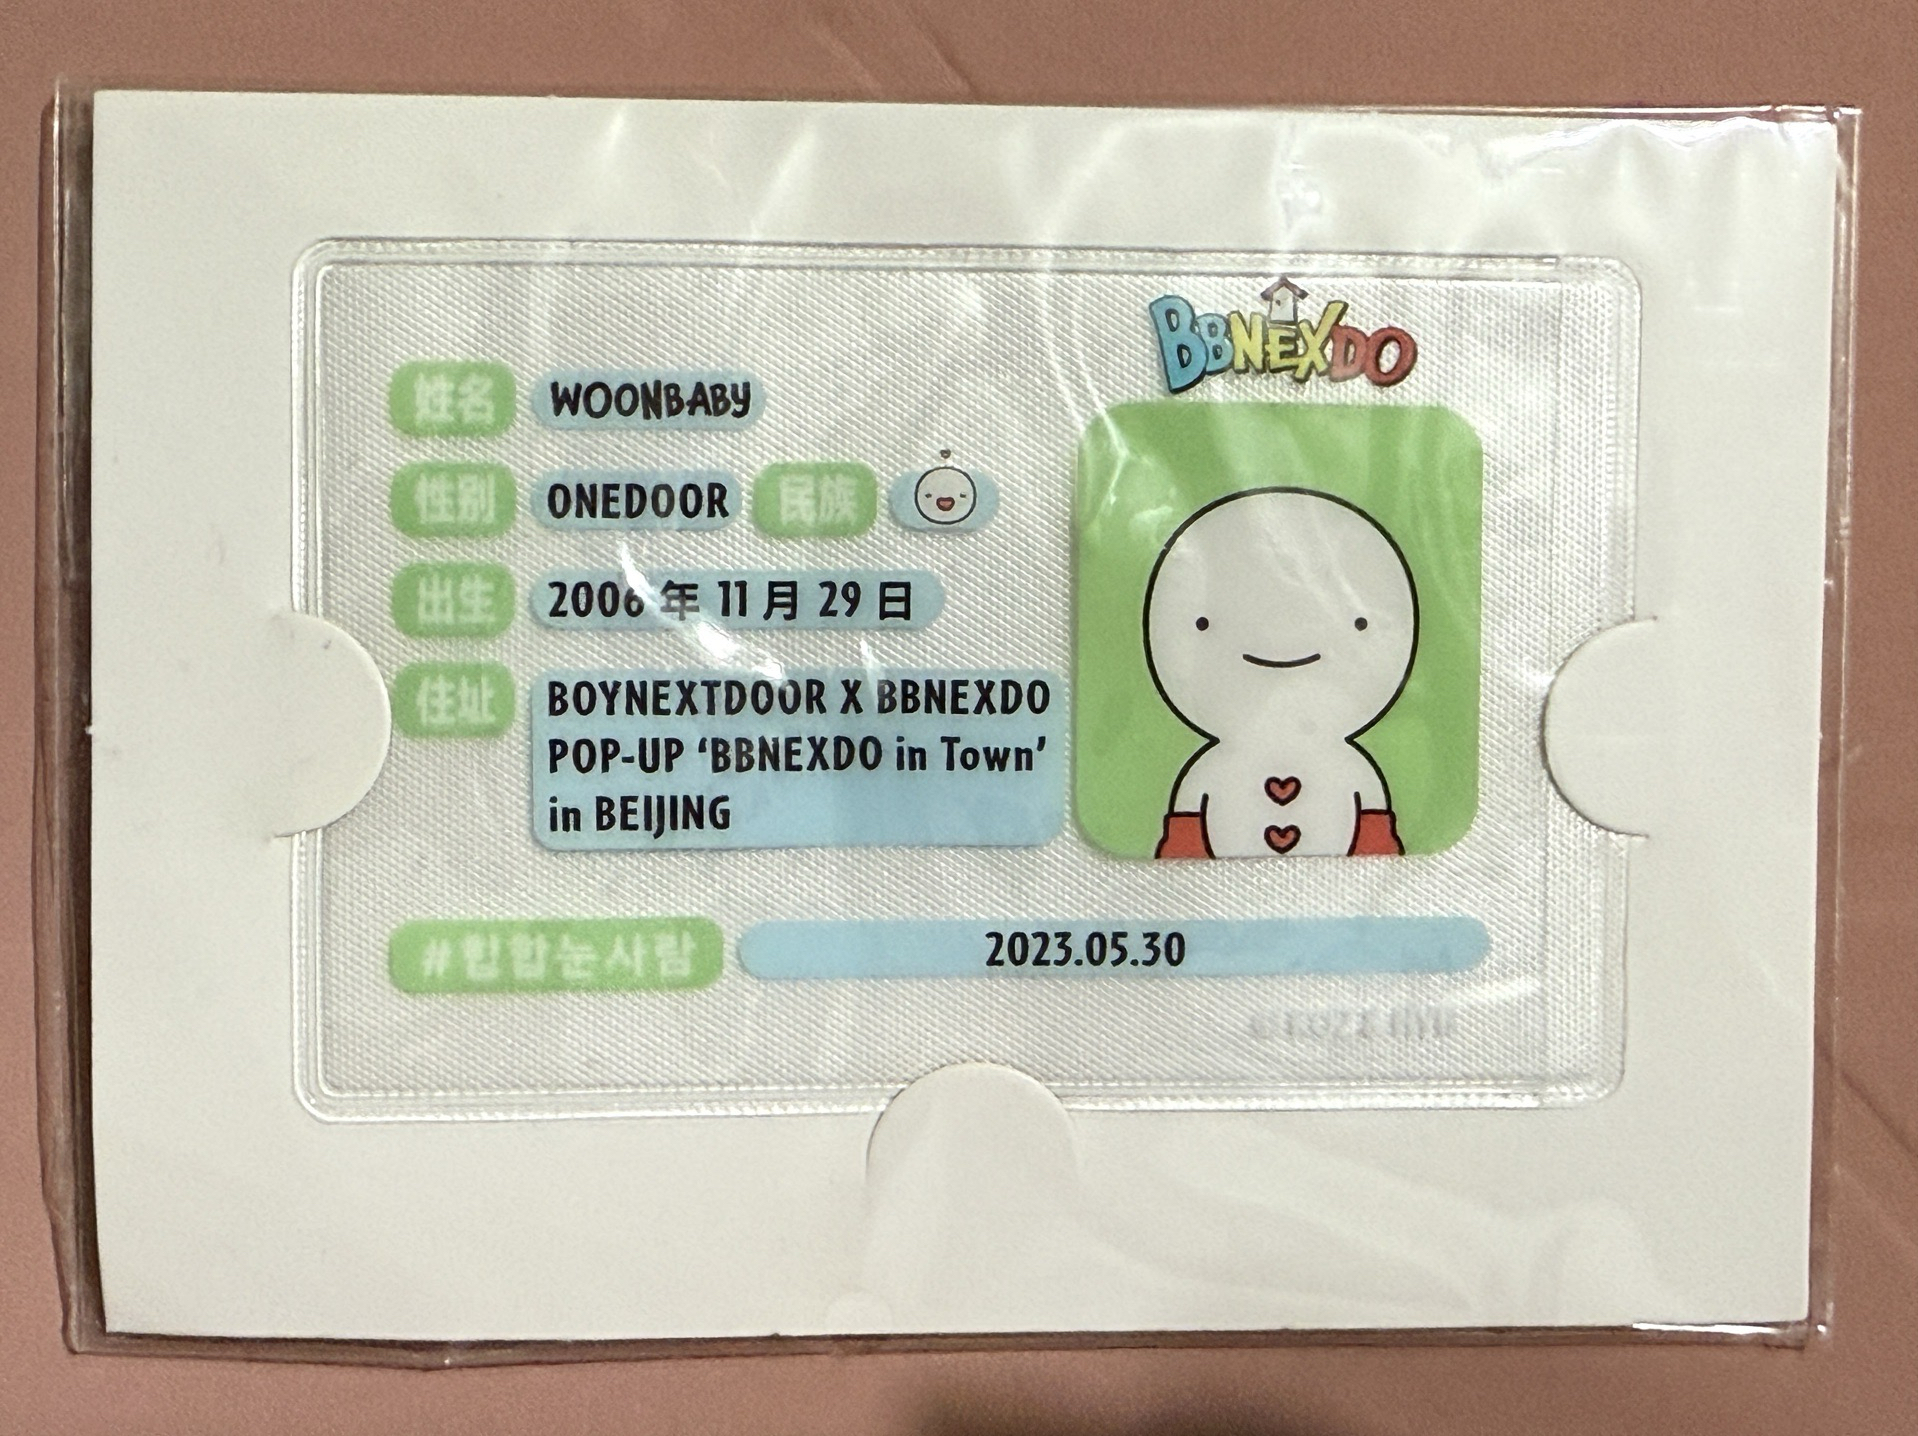 BBNEXDO
姓名 WOONBABY
性别 ONEDOOR 民族
出生 2006 年 11 月 29 日
住址 BOYNEXTDOOR X BBNEXDO
POP-UP ‘BBNEXDO in Town’
in BEIJING
#힙합눈사람 2023.05.30